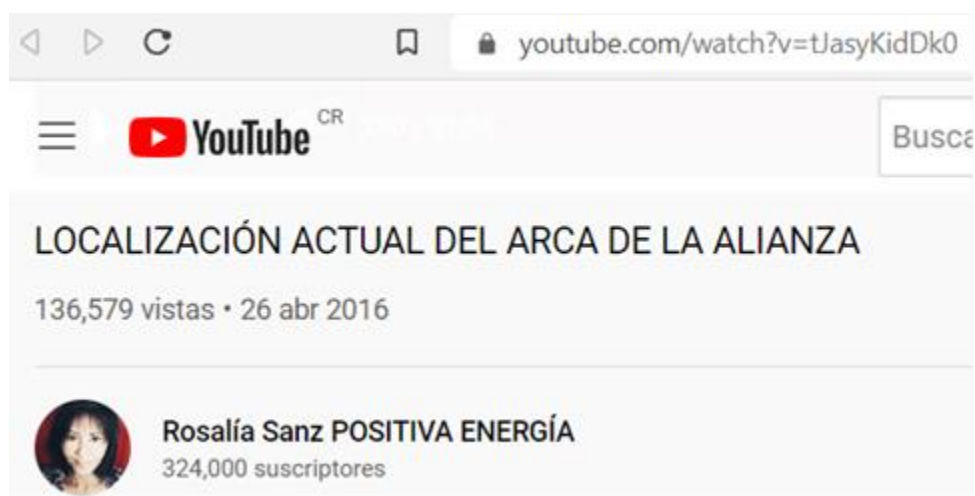 youtube.com/watch?v=tJasyKidDk0
YouTube CR
Busca
LOCALIZACIÓN ACTUAL DEL ARCA DE LA ALIANZA
136,579 vistas • 26 abr 2016
Rosalía Sanz POSITIVA ENERGÍA
324,000 suscriptores